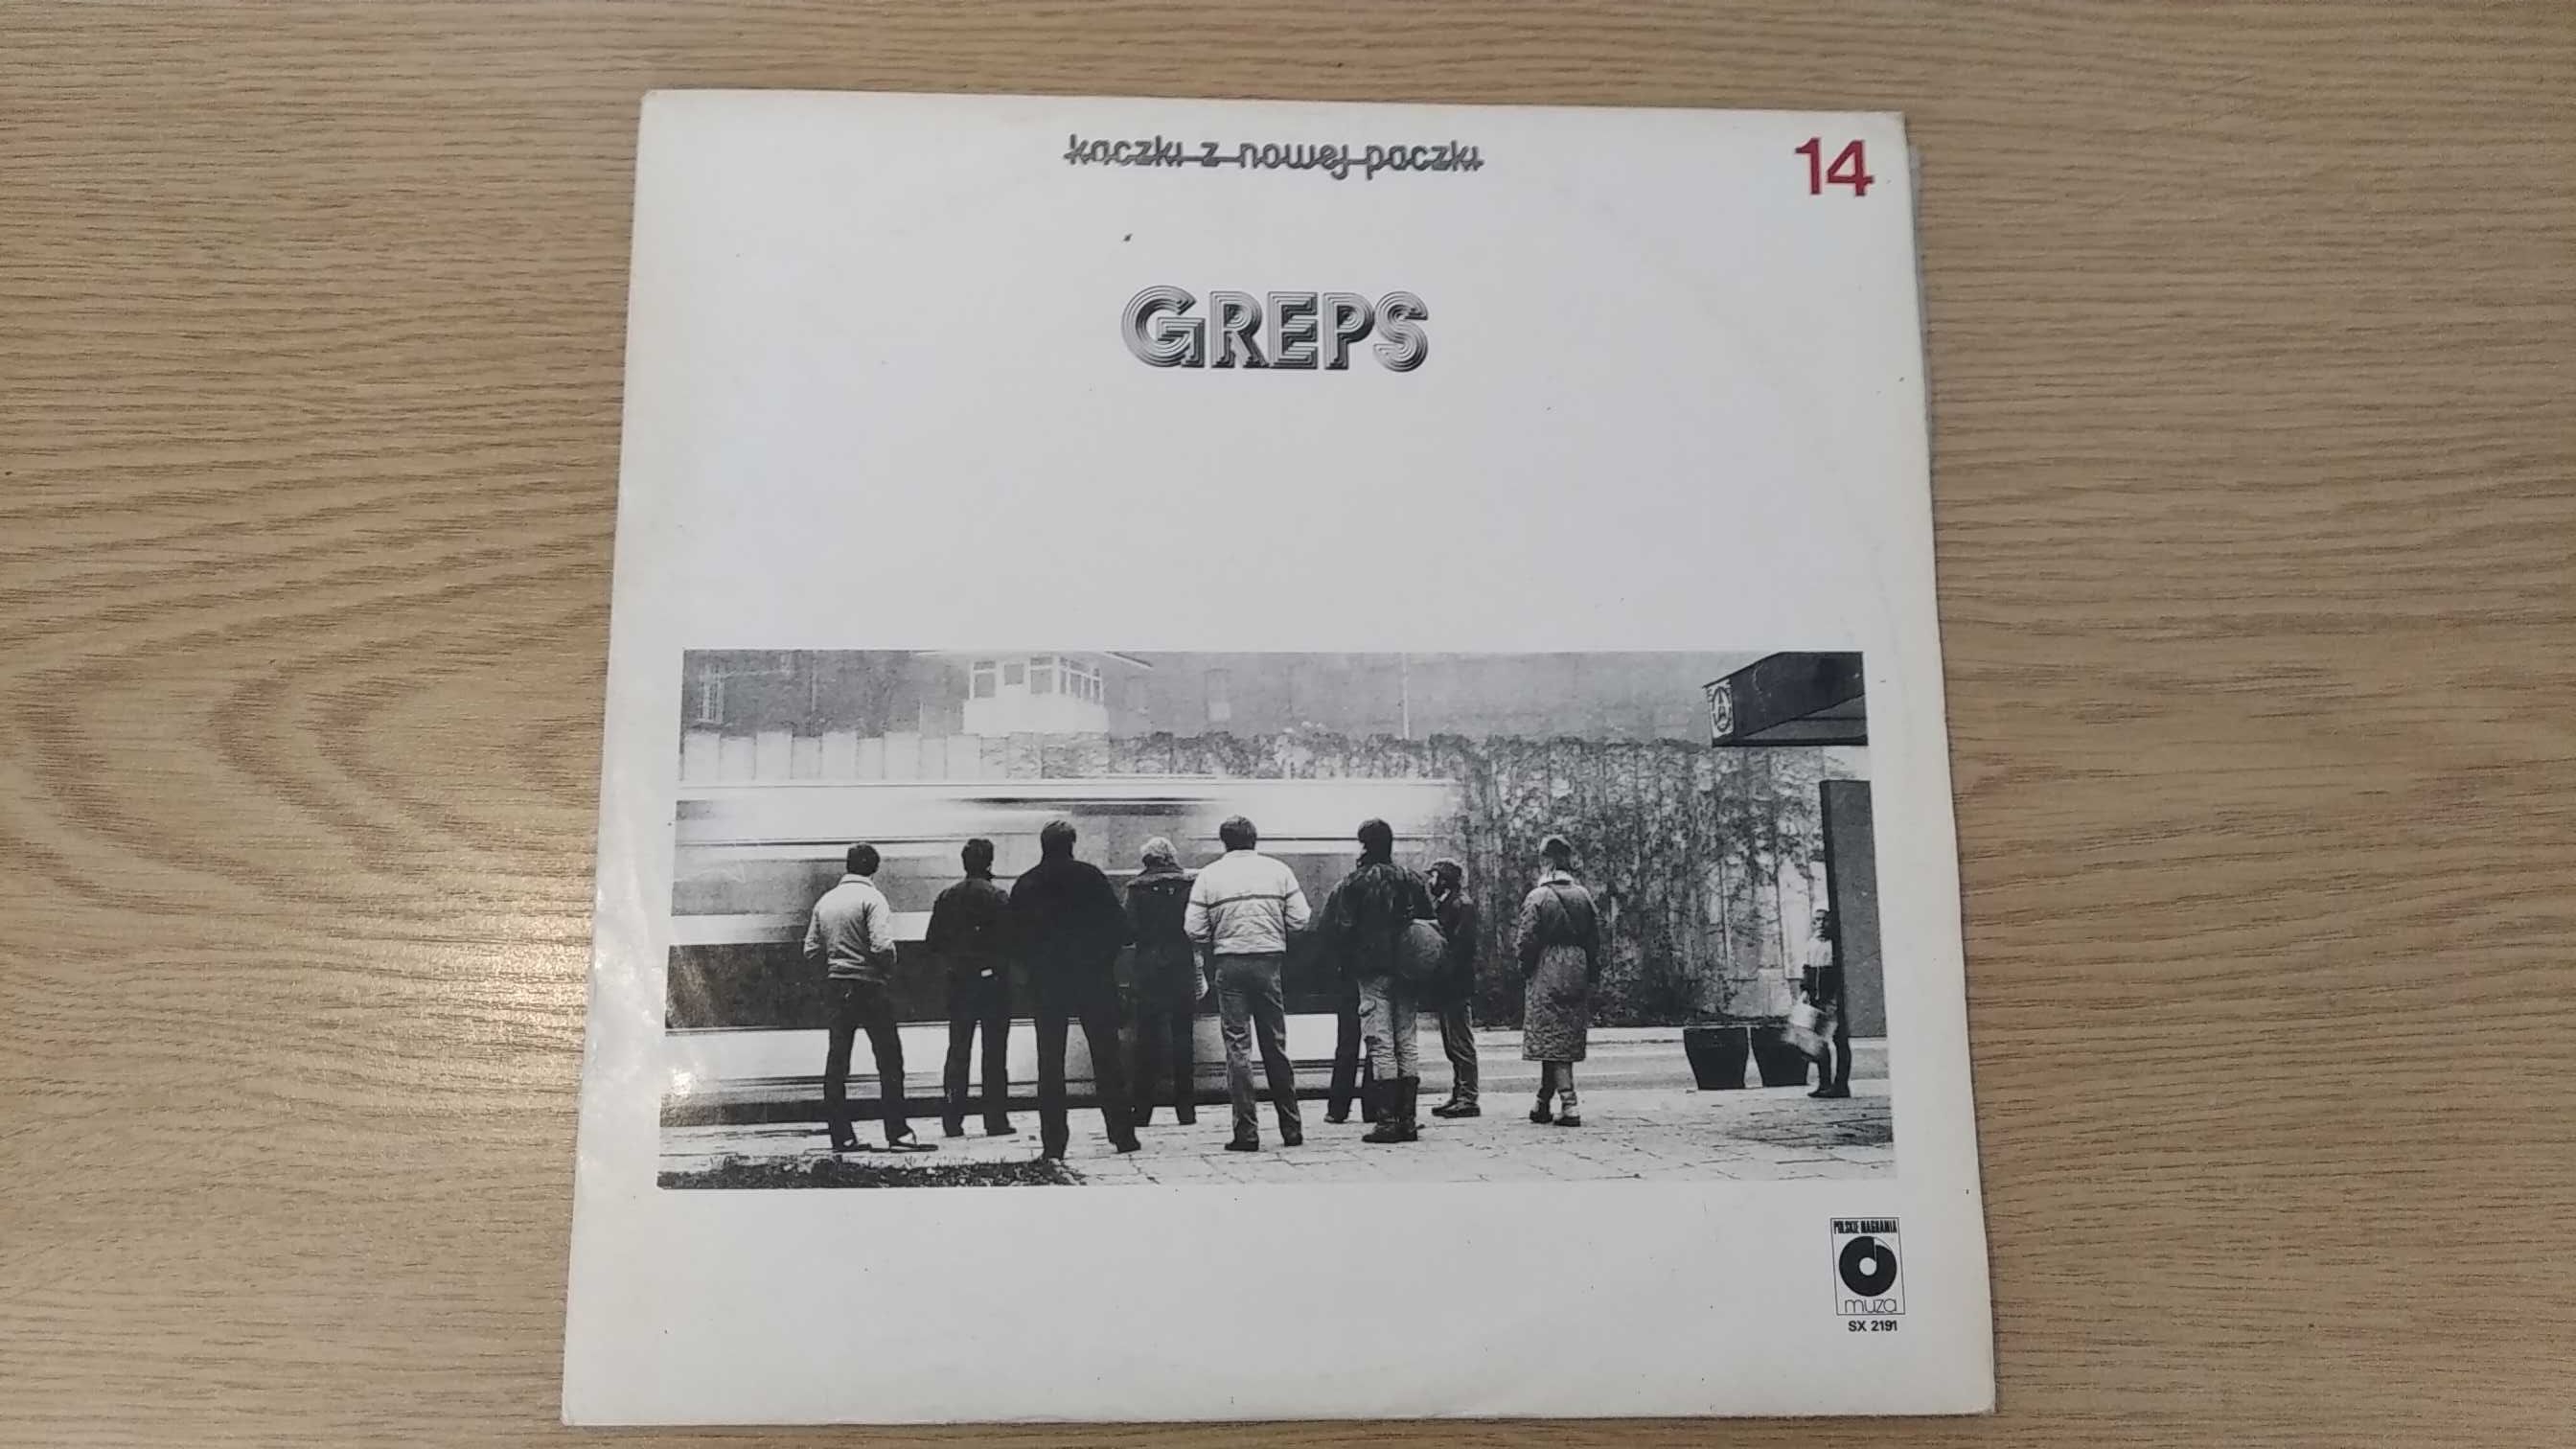 kaczki z nowej paczki
14
GREPS
A
POLSKIE NAGRANIA
muza
SX 2191